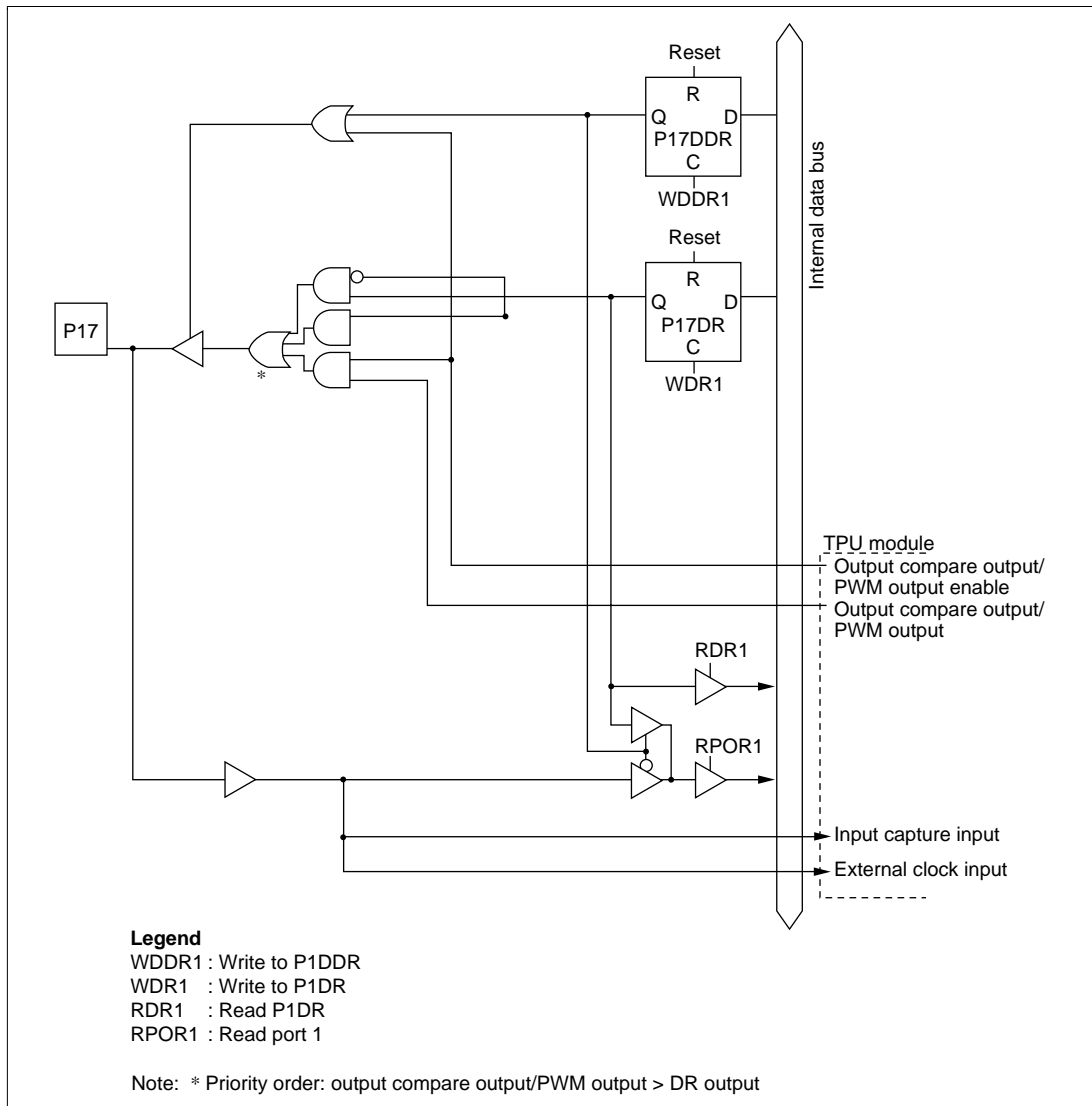 Reset
R
Q D
P17DDR
C
WDDR1
Internal data bus
Reset
R
Q D
P17DR
C
WDR1
P17
*
TPU module
Output compare output/
PWM output enable
Output compare output/
PWM output
RDR1
RPOR1
Input capture input
External clock input
Legend
WDDR1 : Write to P1DDR
WDR1 : Write to P1DR
RDR1 : Read P1DR
RPOR1 : Read port 1
Note: * Priority order: output compare output/PWM output > DR output